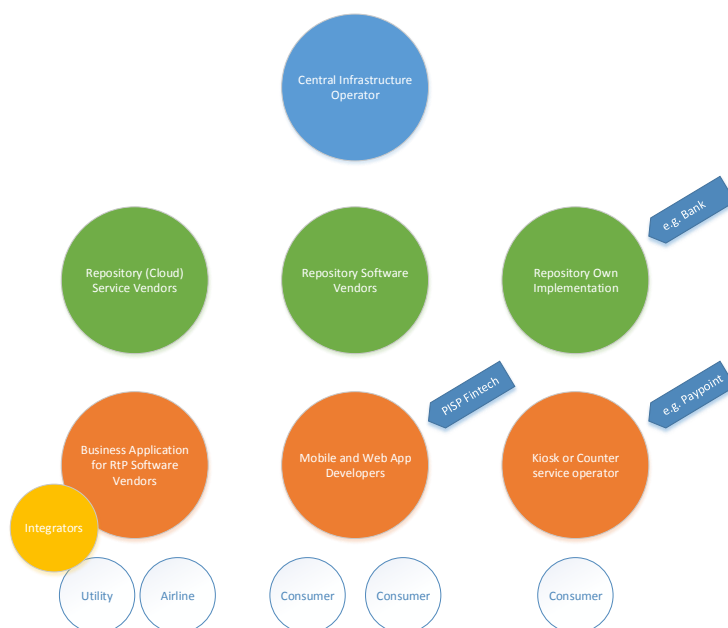 Central Infrastructure
Operator
e.g. Bank
Repository (Cloud)
Service Vendors
Repository Software
Vendors
Repository Own
Implementation
PISP Fintech
e.g. Paypoint
Business Application
for RtP Software
Vendors
Mobile and Web App
Developers
Kiosk or Counter
service operator
Integrators
Utility
Airline
Consumer
Consumer
Consumer